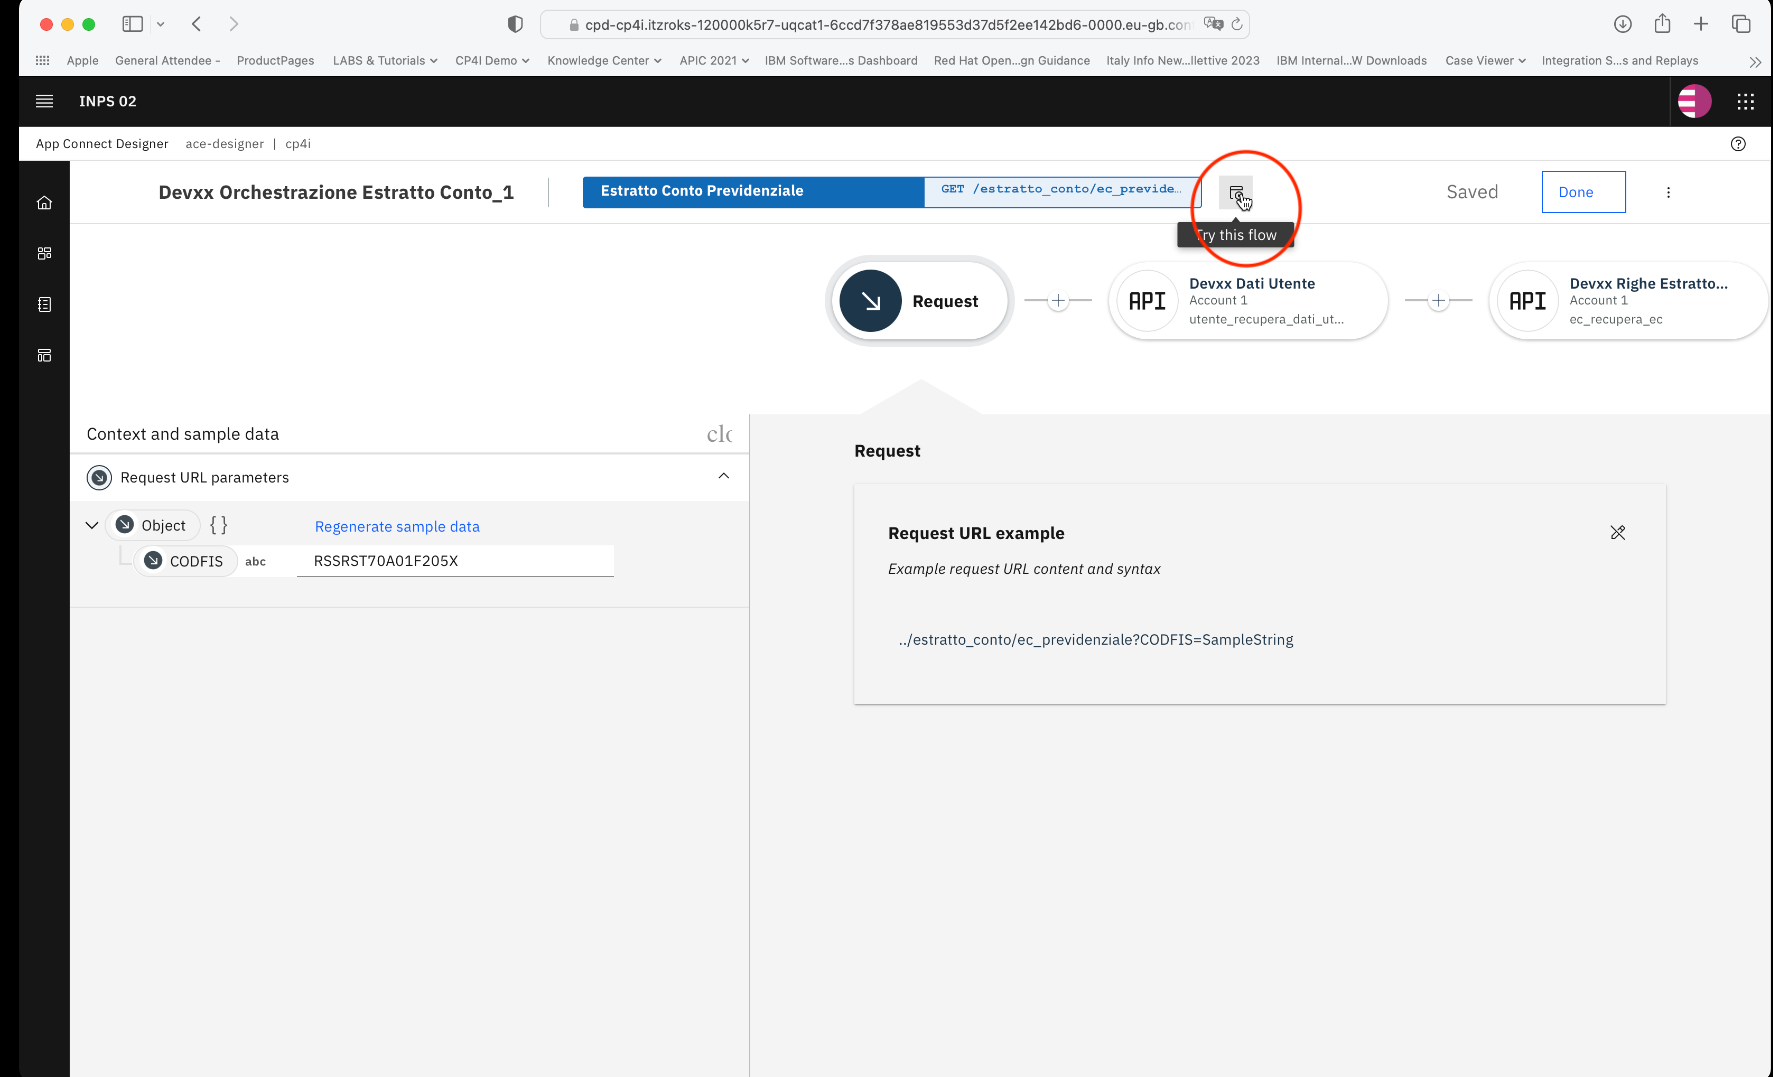 cpd-cp4i.itzroks-120000k5r7-uqcat1-6ccd7f378ae819553d37d5f2ee142bd6-0000.eu-gb.con
Apple General Attendee - ProductPages LABS & Tutorials CP4I Demo Knowledge Center APIC 2021 IBM Software...s Dashboard Red Hat Open...gn Guidance Italy Info New...llettive 2023 IBM Internal...W Downloads Case Viewer Integration S...s and Replays
INPS 02
App Connect Designer ace-designer | cp4i
Devxx Orchestrazione Estratto Conto_1
Estratto Conto Previdenziale
GET /estratto_conto/ec_previde…
Saved
Done
Try this flow
Request
API
Devxx Dati Utente
Account 1
utente_recupera_dati_ut...
API
Devxx Righe Estratto...
Account 1
ec_recupera_ec
Context and sample data
clo
Request URL parameters
Object { } Regenerate sample data
CODFIS abc RSSRST70A01F205X
Request
Request URL example
Example request URL content and syntax
../estratto_conto/ec_previdenziale?CODFIS=SampleString